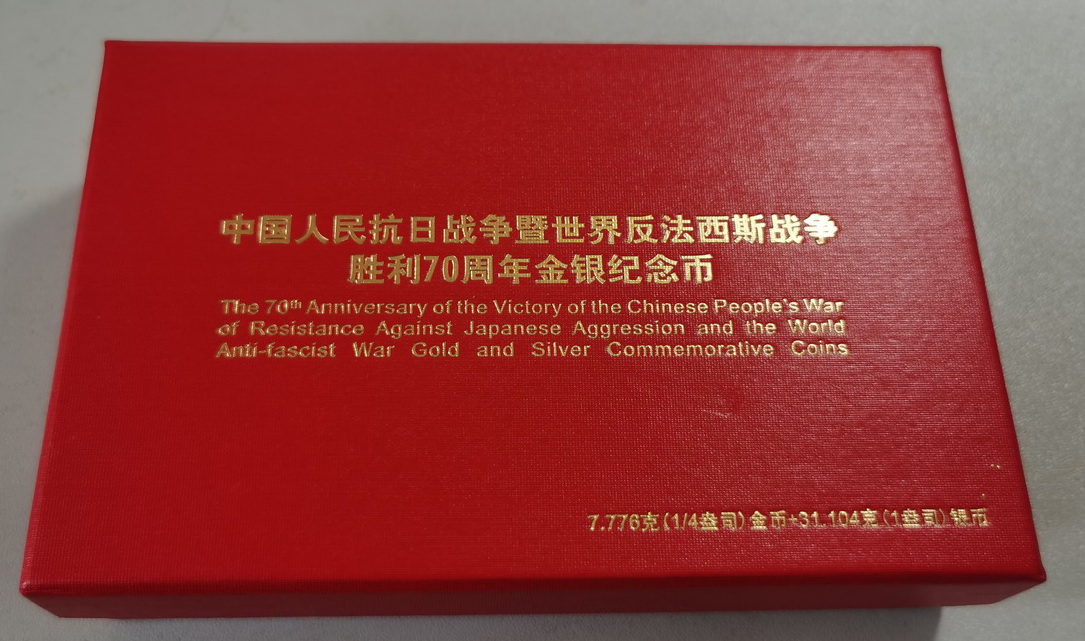 中国人民抗日战争暨世界反法西斯战争
胜利70周年金银纪念币
The 70th Anniversary of the Victory of the Chinese People's War
of Resistance Against Japanese Aggression and the World
Anti-fascist War Gold and Silver Commemorative Coins
7.776克(1/4盎司)金币+31.104克(1盎司)银币